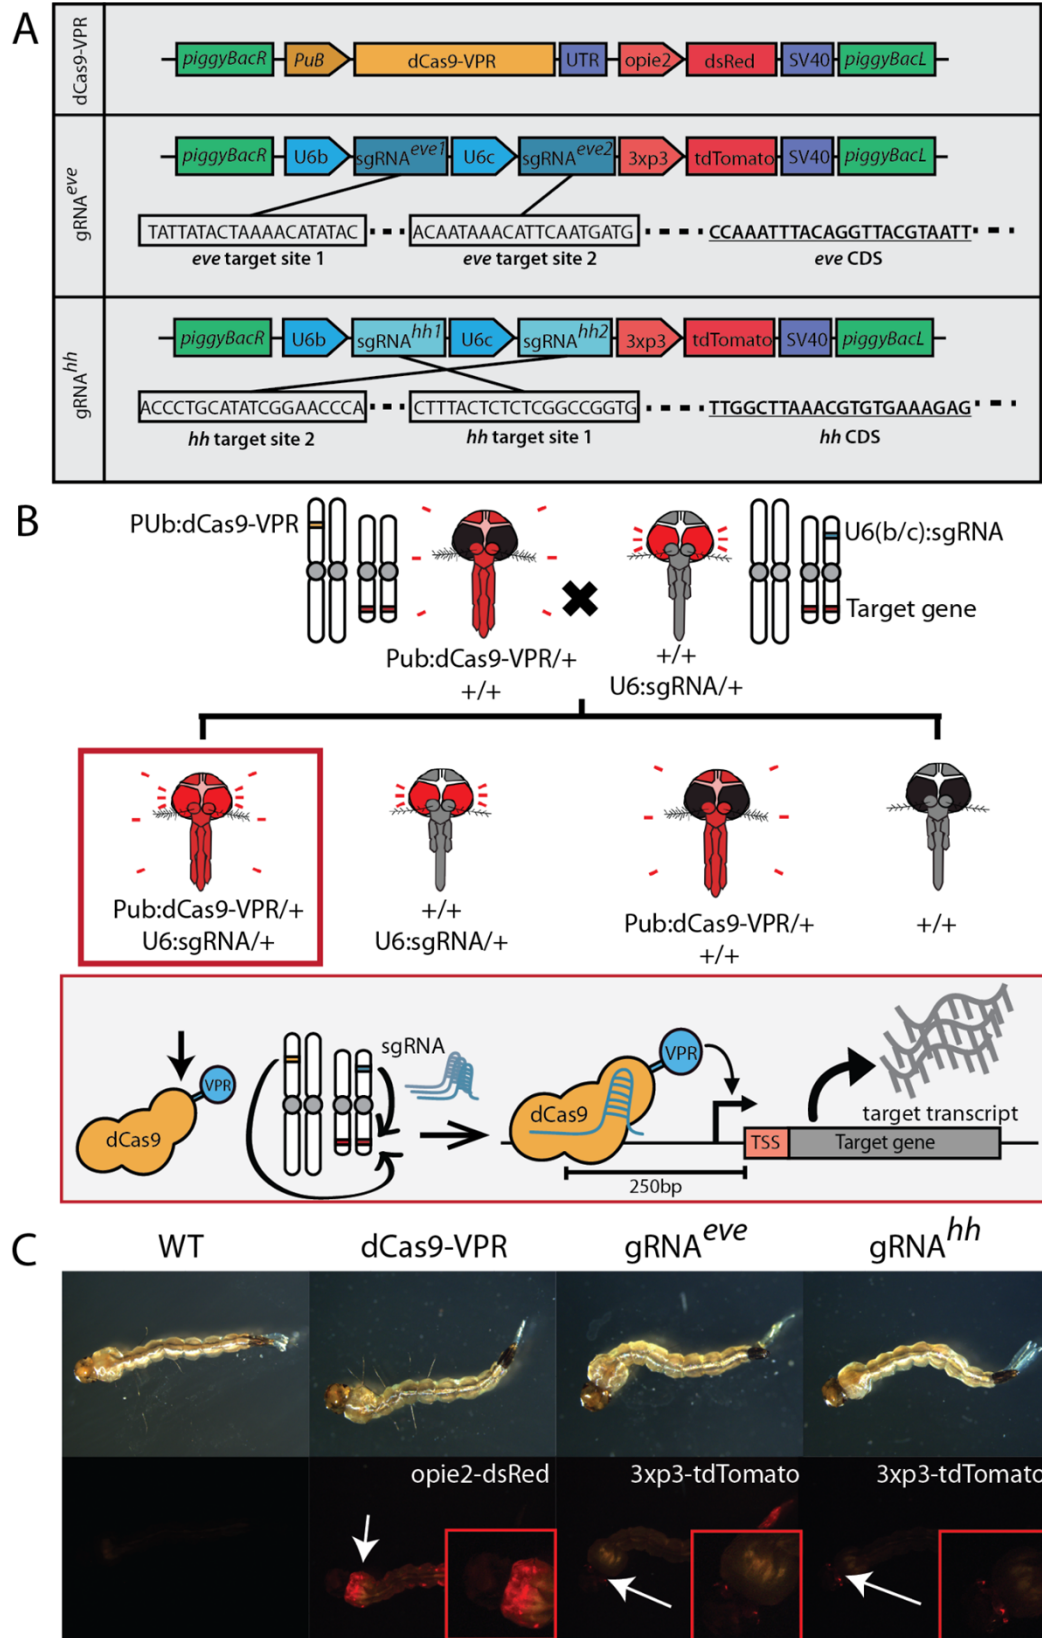 A
dCas9-VPR
piggyBacR PuB dCas9-VPR UTR opie2 dsRed SV40 piggyBacL
gRNAeve
piggyBacR U6b sgRNAeve1 U6c sgRNAeve2 3xp3 tdTomato SV40 piggyBacL
TATTATACTAAAACATATAC ACAATAAACATTCAATGATG CCAAATTTACAGGTTACGTAATT
eve target site 1 eve target site 2 eve CDS
gRNAhh
piggyBacR U6b sgRNAhh1 U6c sgRNAhh2 3xp3 tdTomato SV40 piggyBacL
ACCCTGCATATCGGAACCCA CTTTACTCTCTCGGCCGGTG TTGGCTTAAACGTGTGAAAGAG
hh target site 2 hh target site 1 hh CDS
B
PUb:dCas9-VPR U6(b/c):sgRNA
Target gene
Pub:dCas9-VPR/+ +/+
+/+ U6:sgRNA/+
Pub:dCas9-VPR/+ +/+ Pub:dCas9-VPR/+ +/+
U6:sgRNA/+ U6:sgRNA/+ +/+
sgRNA VPR
VPR
dCas9 dCas9 target transcript
TSS Target gene
250bp
C
WT dCas9-VPR gRNAeve gRNAhh
opie2-dsRed 3xp3-tdTomato 3xp3-tdTomato